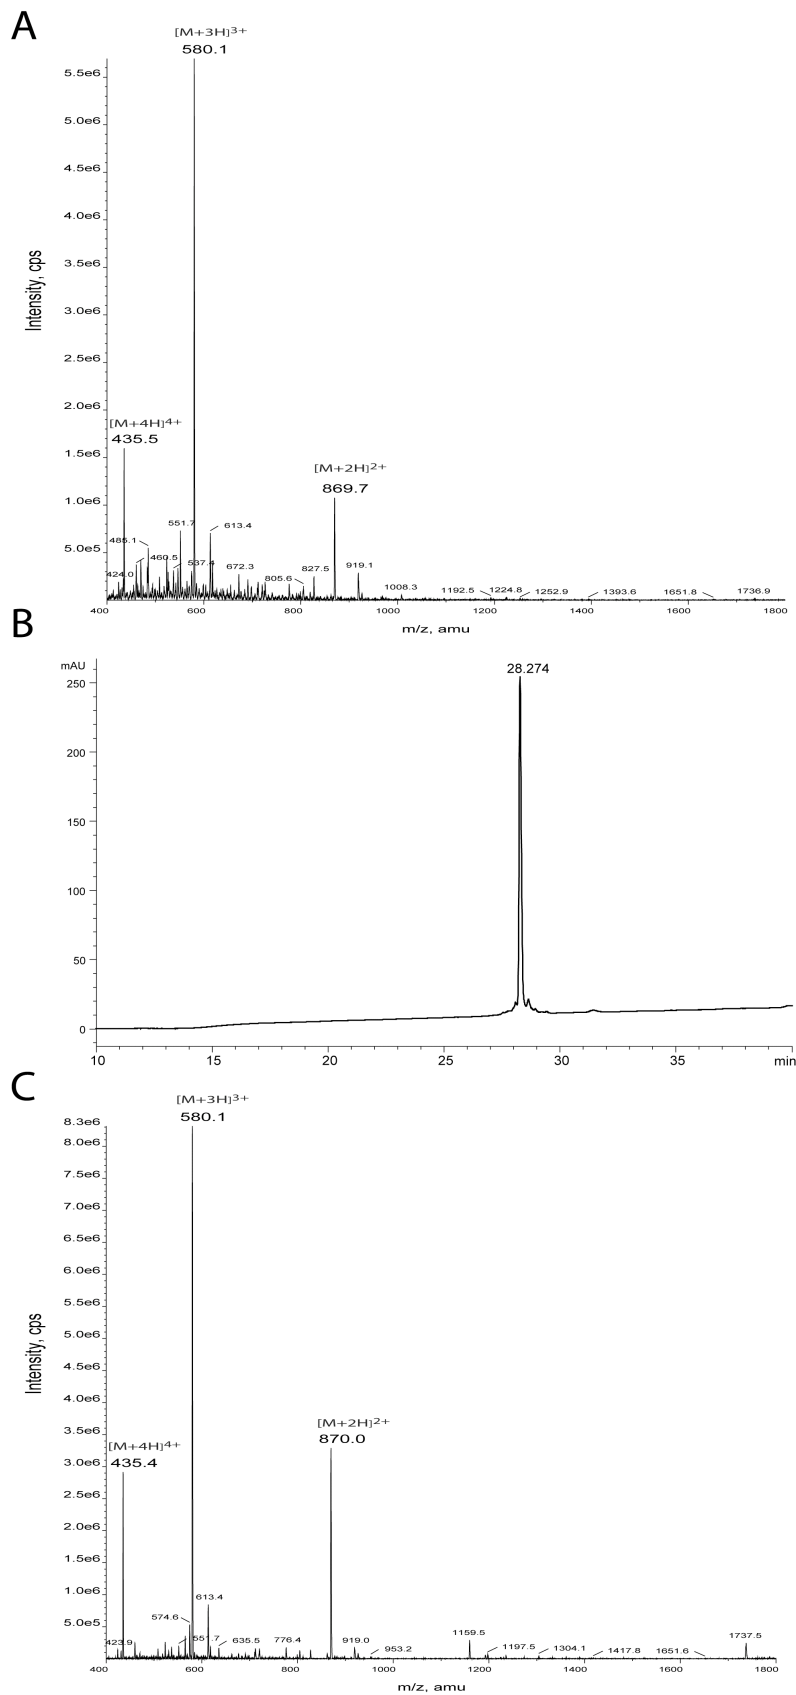 A
[M+3H]3+
580.1
5.5e6
5.0e6
4.5e6
4.0e6
3.5e6
3.0e6
2.5e6
2.0e6
1.5e6
1.0e6
5.0e5
Intensity, cps
[M+4H]4+
435.5
[M+2H]2+
869.7
551.7
613.4
485.1
460.5
537.4
424.0
672.3
805.6
827.5
919.1
1008.3
1192.5
1224.8
1252.9
1393.6
1651.8
1736.9
400 600 800 1000 1200 1400 1600 1800
m/z, amu
B
mAU
28.274
250
200
150
100
50
0
10 15 20 25 30 35 min
C
[M+3H]3+
580.1
8.3e6
8.0e6
7.5e6
7.0e6
6.5e6
6.0e6
5.5e6
5.0e6
4.5e6
4.0e6
3.5e6
3.0e6
2.5e6
2.0e6
1.5e6
1.0e6
5.0e5
Intensity, cps
[M+2H]2+
870.0
[M+4H]4+
435.4
613.4
574.6
423.9
551.7
635.5
776.4
919.0
953.2
1159.5
1197.5
1304.1
1417.8
1651.6
1737.5
400 600 800 1000 1200 1400 1600 1800
m/z, amu